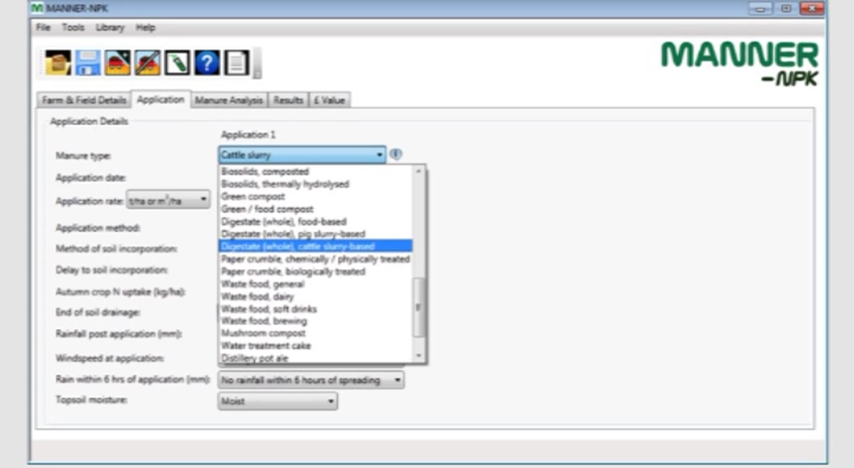 MANNER-NPK
File Tools Library Help
MANNER
-NPK
Farm & Field Details Application Manure Analysis Results £ Value
Application Details
Application 1
Manure type: Cattle slurry
Biosolids, composted
Application date:
Biosolids, thermally hydrolysed
Green compost
Application rate: t/ha or m³/ha
Green / food compost
Digestate (whole), food-based
Application method:
Digestate (whole), pig slurry-based
Method of soil incorporation:
Digestate (whole), cattle slurry-based
Paper crumble, chemically / physically treated
Delay to soil incorporation:
Paper crumble, biologically treated
Waste food, general
Autumn crop N uptake (kg/ha):
Waste food, dairy
End of soil drainage:
Waste food, soft drinks
Waste food, brewing
Rainfall post application (mm):
Mushroom compost
Water treatment cake
Windspeed at application:
Distillery pot ale
Rain within 6 hrs of application (mm): No rainfall within 6 hours of spreading
Topsoil moisture: Moist